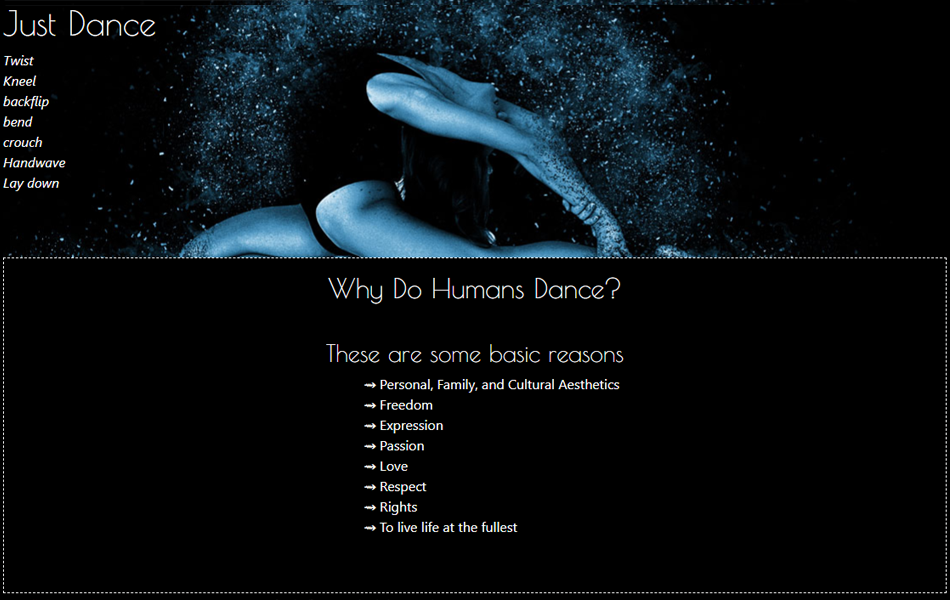 Just Dance
Twist
Kneel
backflip
bend
crouch
Handwave
Lay down
Why Do Humans Dance?
These are some basic reasons
⇝ Personal, Family, and Cultural Aesthetics
⇝ Freedom
⇝ Expression
⇝ Passion
⇝ Love
⇝ Respect
⇝ Rights
⇝ To live life at the fullest